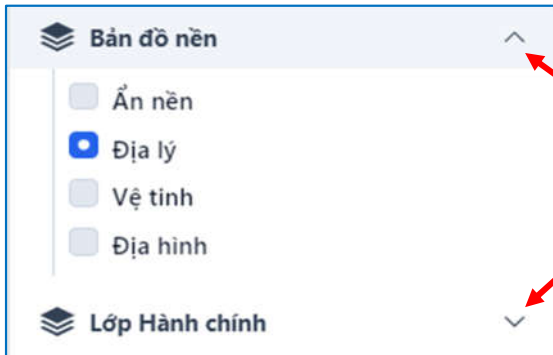 Bản đồ nền
Ẩn nền
Địa lý
Vệ tinh
Địa hình
Lớp Hành chính